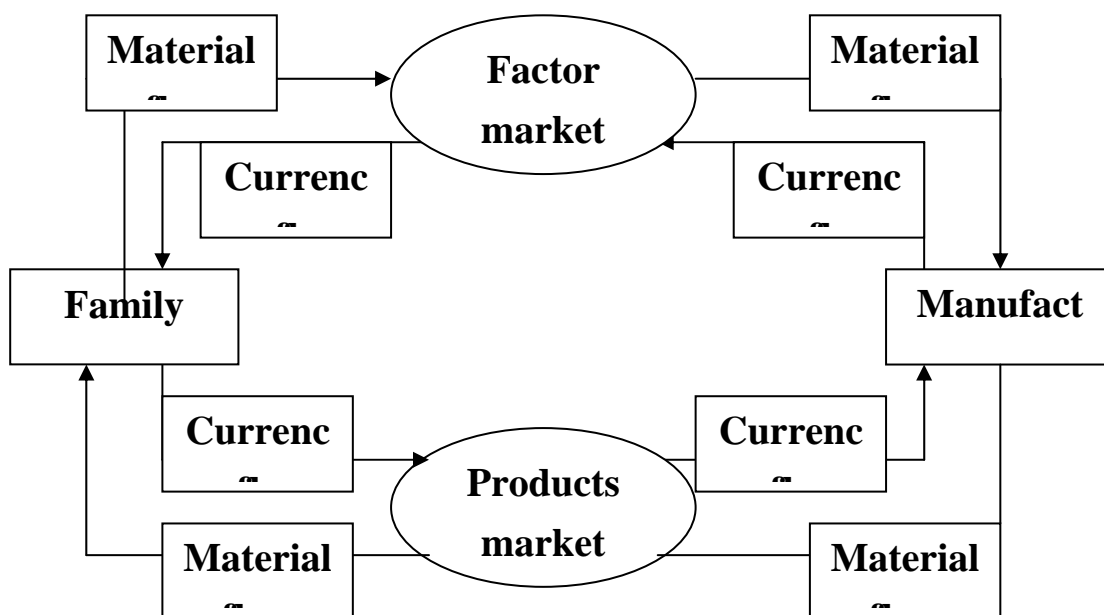 Material
Factor
market
Material
Currenc
Currenc
Family
Manufact
Currenc
Currenc
Products
market
Material
Material